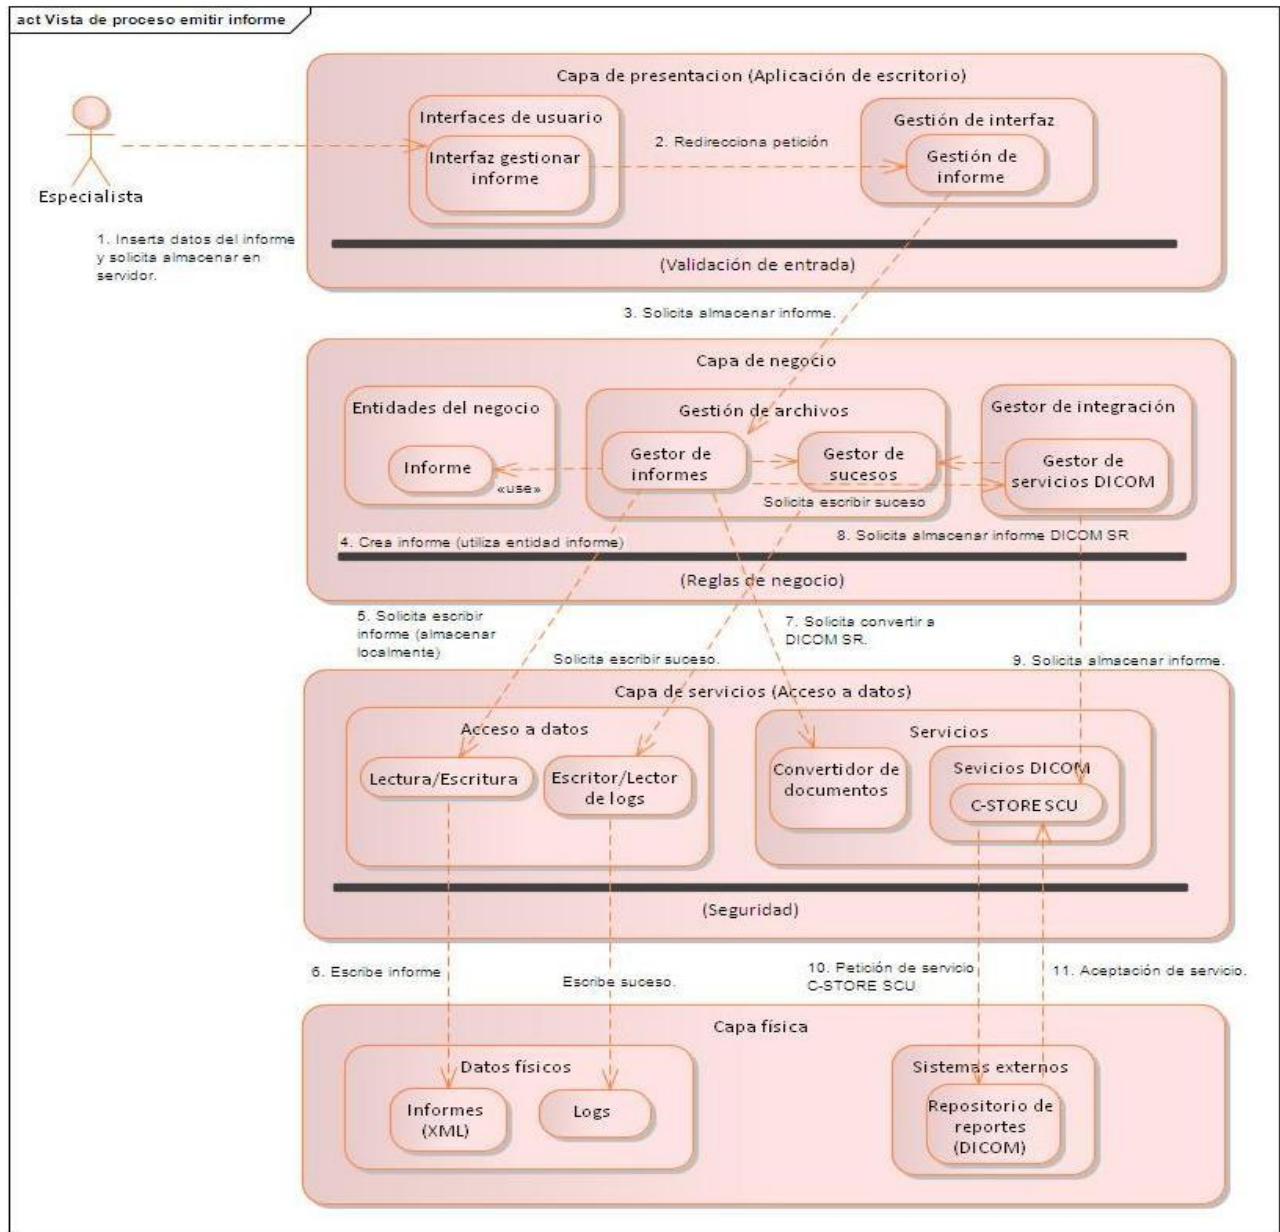 act Vista de proceso emitir informe
Capa de presentacion (Aplicación de escritorio)
Interfaces de usuario
Gestión de interfaz
Interfaz gestionar
informe
2. Redirecciona petición
Gestión de
informe
Especialista
1. Inserta datos del informe
y solicita almacenar en
servidor.
(Validación de entrada)
3. Solicita almacenar informe.
Capa de negocio
Entidades del negocio
Gestión de archivos
Gestor de integración
Informe
Gestor de
informes
Gestor de
sucesos
Gestor de
servicios DICOM
«use»
Solicita escribir suceso
4. Crea informe (utiliza entidad informe)
8. Solicita almacenar informe DICOM SR
(Reglas de negocio)
5. Solicita escribir
informe (almacenar
localmente)
7. Solicita convertir a
DICOM SR.
Solicita escribir suceso.
9. Solicita almacenar informe.
Capa de servicios (Acceso a datos)
Acceso a datos
Servicios
Lectura/Escritura
Escritor/Lector
de logs
Convertidor de
documentos
Sevicios DICOM
C-STORE SCU
(Seguridad)
6. Escribe informe
Escribe suceso.
10. Petición de servicio
C-STORE SCU
11. Aceptación de servicio.
Capa física
Datos físicos
Sistemas externos
Informes
(XML)
Logs
Repositorio de
reportes
(DICOM)